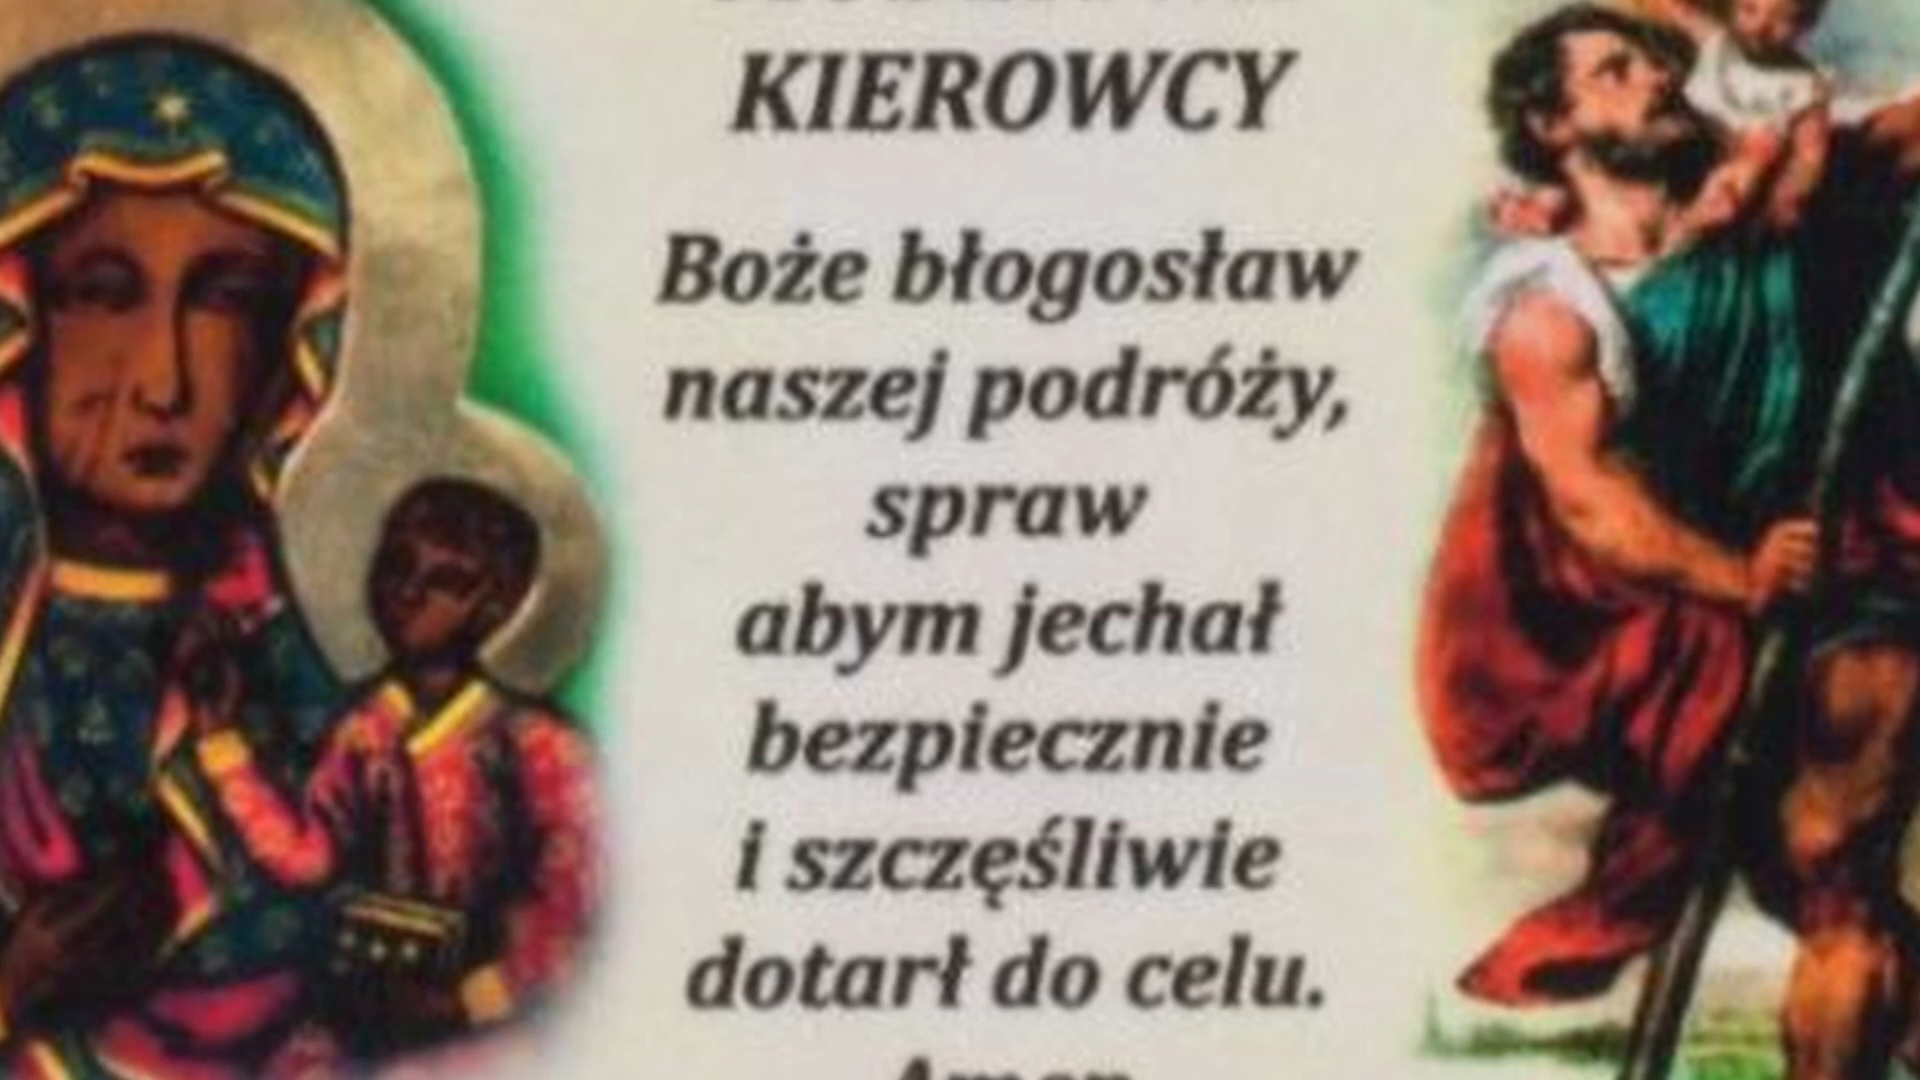 KIEROWCY
Boże błogosław
naszej podróży,
spraw
abym jechał
bezpiecznie
i szczęśliwie
dotarł do celu.